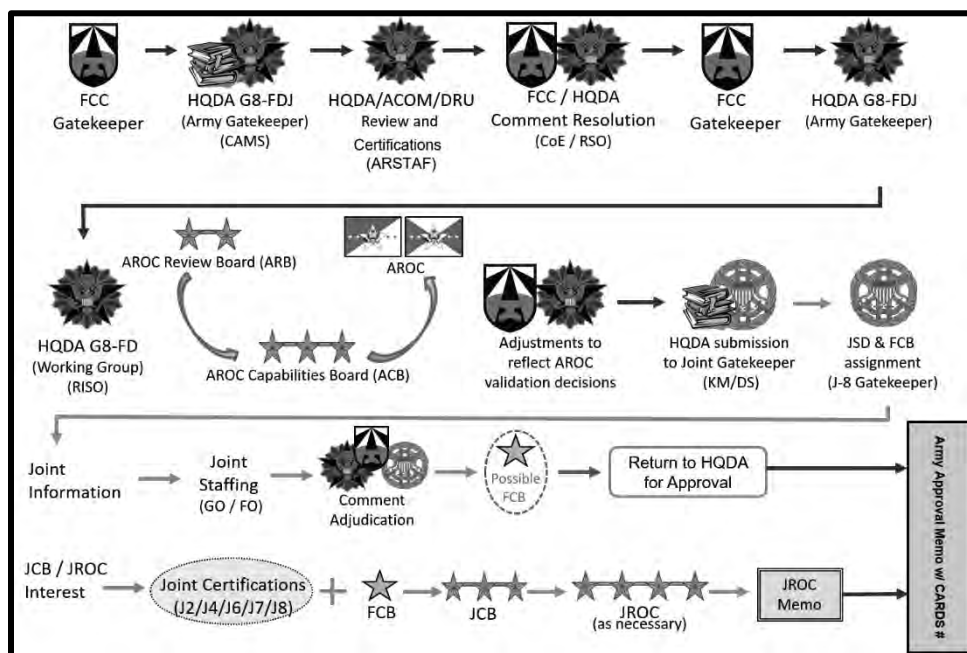 FCC
Gatekeeper
HQDA G8-FDJ
(Army Gatekeeper)
(CAMS)
HQDA/ACOM/DRU
Review and
Certifications
(ARSTAF)
FCC / HQDA
Comment Resolution
(CoE / RSO)
FCC
Gatekeeper
HQDA G8-FDJ
(Army Gatekeeper)
HQDA G8-FD
(Working Group)
(RISO)
AROC Review Board (ARB)
AROC Capabilities Board (ACB)
AROC
Adjustments to
reflect AROC
validation decisions
HQDA submission
to Joint Gatekeeper
(KM/DS)
JSD & FCB
assignment
(J-8 Gatekeeper)
Joint
Information
Joint
Staffing
(GO / FO)
Comment
Adjudication
Possible
FCB
Return to HQDA
for Approval
JCB / JROC
Interest
Joint Certifications
(J2/J4/J6/J7/J8)
FCB
JCB
JROC
(as necessary)
JROC
Memo
Army Approval Memo w/ CARDS #